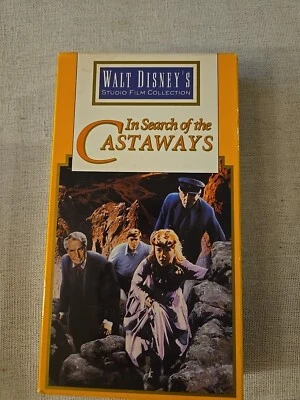 WALT DISNEY'S
STUDIO FILM COLLECTION
In Search of the
CASTAWAYS